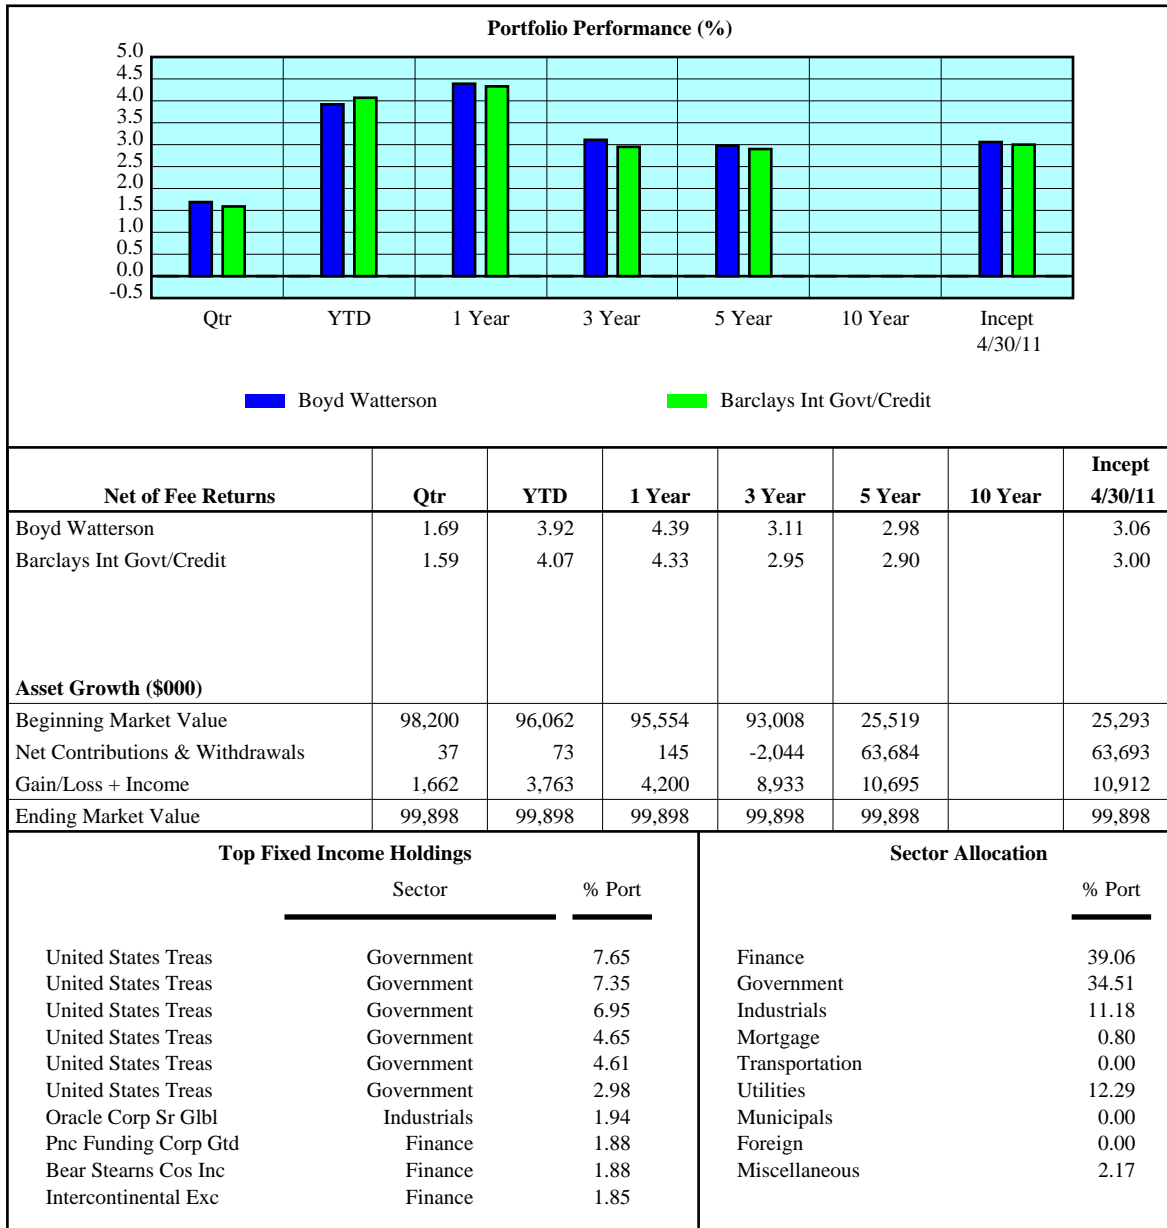 Portfolio Performance (%)
5.0
4.5
4.0
3.5
3.0
2.5
2.0
1.5
1.0
0.5
0.0
-0.5
Qtr YTD 1 Year 3 Year 5 Year 10 Year Incept
4/30/11
Boyd Watterson Barclays Int Govt/Credit
Incept
Net of Fee Returns Qtr YTD 1 Year 3 Year 5 Year 10 Year 4/30/11
Boyd Watterson 1.69 3.92 4.39 3.11 2.98 3.06
Barclays Int Govt/Credit 1.59 4.07 4.33 2.95 2.90 3.00
Asset Growth ($000)
Beginning Market Value 98,200 96,062 95,554 93,008 25,519 25,293
Net Contributions & Withdrawals 37 73 145 -2,044 63,684 63,693
Gain/Loss + Income 1,662 3,763 4,200 8,933 10,695 10,912
Ending Market Value 99,898 99,898 99,898 99,898 99,898 99,898
Top Fixed Income Holdings
Sector % Port
United States Treas Government 7.65
United States Treas Government 7.35
United States Treas Government 6.95
United States Treas Government 4.65
United States Treas Government 4.61
United States Treas Government 2.98
Oracle Corp Sr Glbl Industrials 1.94
Pnc Funding Corp Gtd Finance 1.88
Bear Stearns Cos Inc Finance 1.88
Intercontinental Exc Finance 1.85
Sector Allocation
% Port
Finance 39.06
Government 34.51
Industrials 11.18
Mortgage 0.80
Transportation 0.00
Utilities 12.29
Municipals 0.00
Foreign 0.00
Miscellaneous 2.17